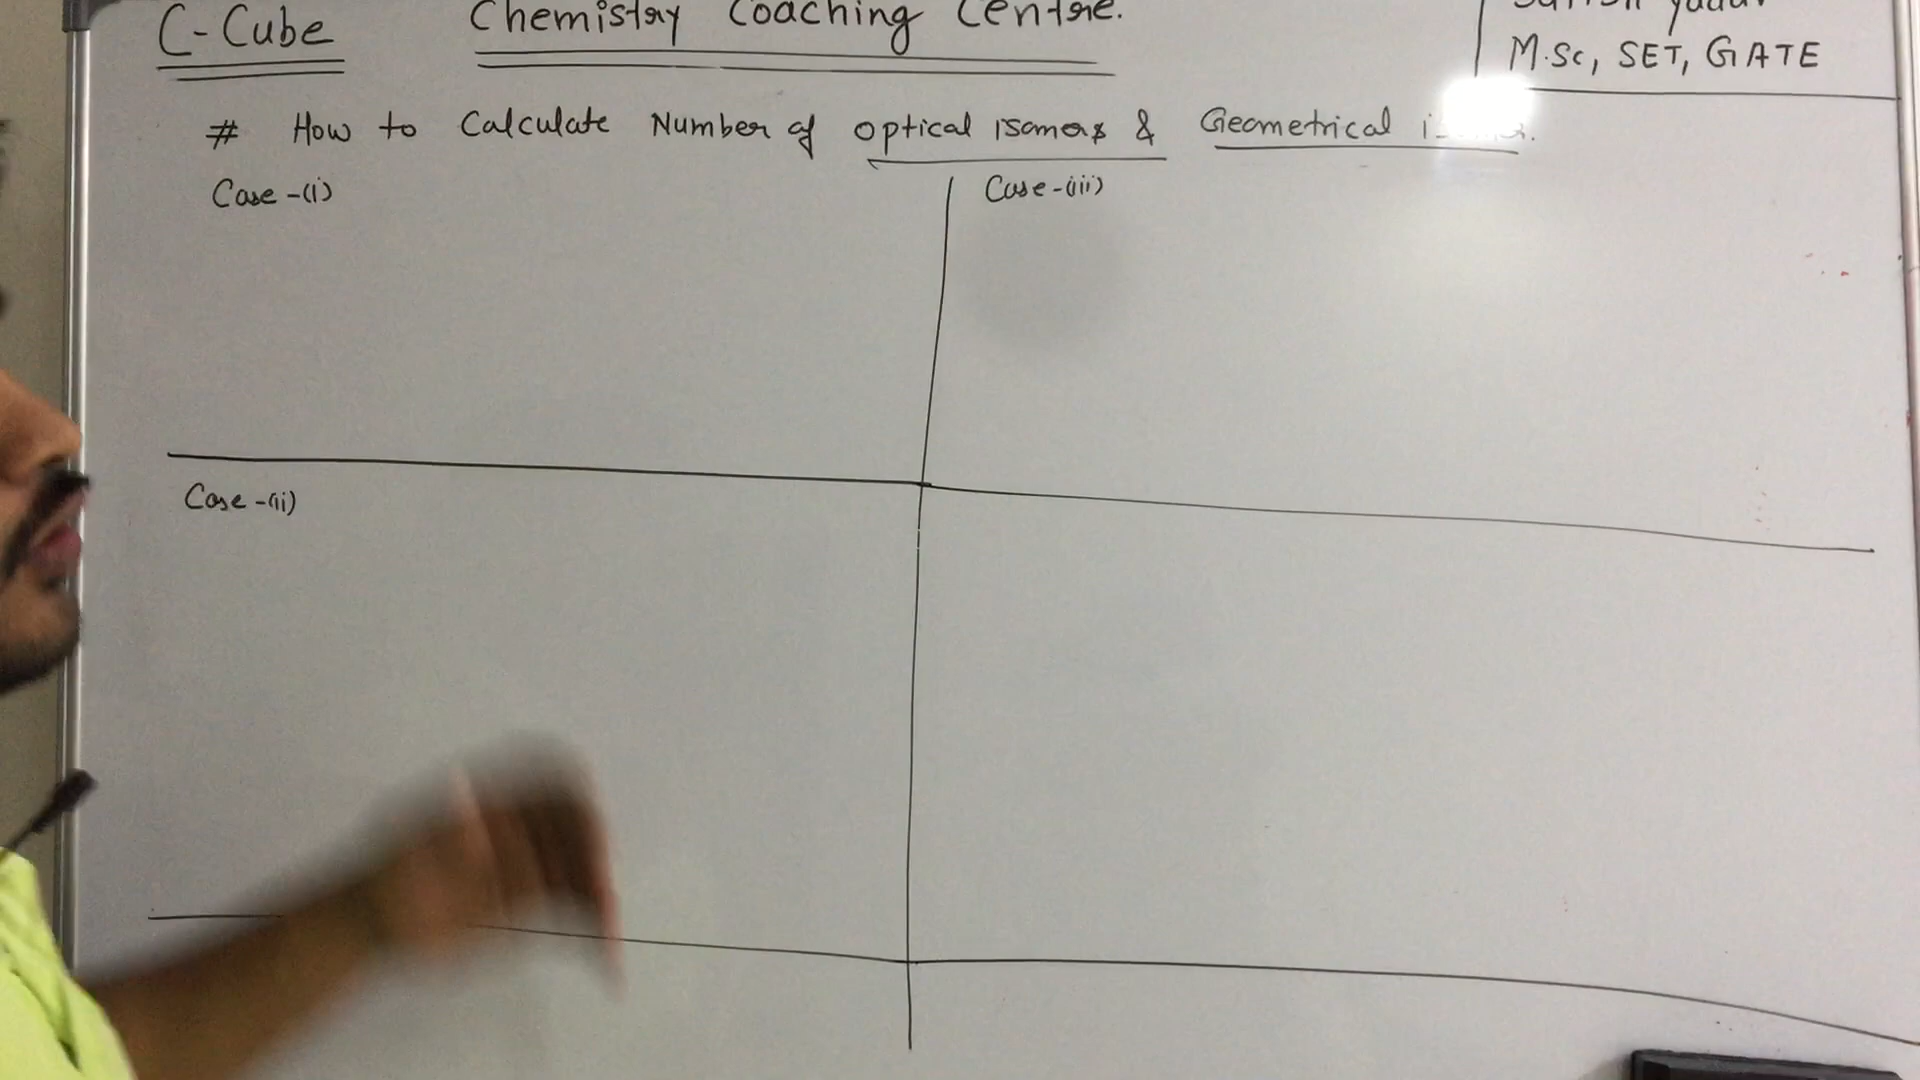 C-Cube Chemistry Coaching Centre.
M.Sc, SET, GATE
# How to Calculate Number of optical isomers & Geometrical
Case-(i)
Case-(iii)
Case-(ii)